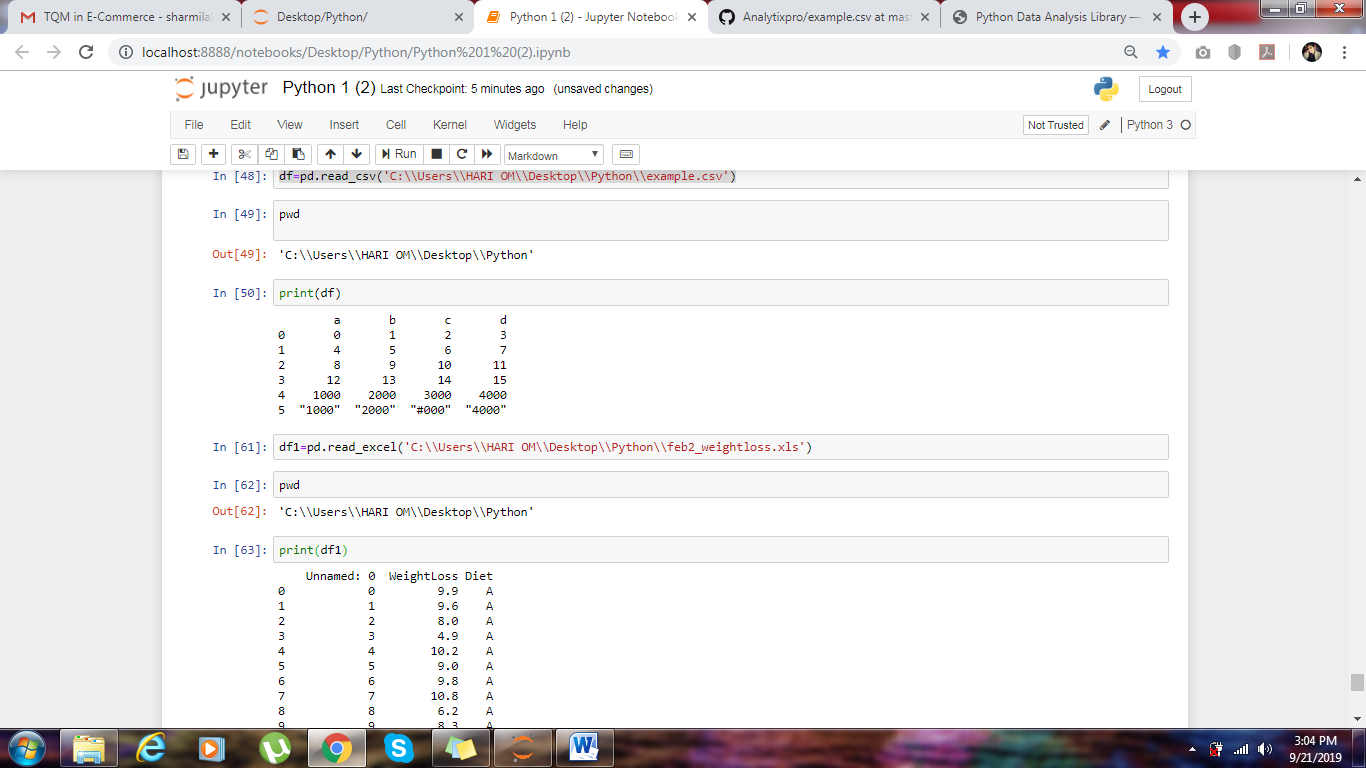 TQM in E-Commerce - sharmila
Desktop/Python/
Python 1 (2) - Jupyter Notebook
Analytixpro/example.csv at mas
Python Data Analysis Library —
localhost:8888/notebooks/Desktop/Python/Python%201%20(2).ipynb
jupyter Python 1 (2) Last Checkpoint: 5 minutes ago (unsaved changes)
Logout
File Edit View Insert Cell Kernel Widgets Help
Not Trusted
Python 3
Run
Markdown
In [48]: df=pd.read_csv('C:\\Users\\HARI OM\\Desktop\\Python\\example.csv')
In [49]: pwd
Out[49]: 'C:\\Users\\HARI OM\\Desktop\\Python'
In [50]: print(df)
a b c d
0 0 1 2 3
1 4 5 6 7
2 8 9 10 11
3 12 13 14 15
4 1000 2000 3000 4000
5 "1000" "2000" "#000" "4000"
In [61]: df1=pd.read_excel('C:\\Users\\HARI OM\\Desktop\\Python\\feb2_weightloss.xls')
In [62]: pwd
Out[62]: 'C:\\Users\\HARI OM\\Desktop\\Python'
In [63]: print(df1)
Unnamed: 0 WeightLoss Diet
0 0 9.9 A
1 1 9.6 A
2 2 8.0 A
3 3 4.9 A
4 4 10.2 A
5 5 9.0 A
6 6 9.8 A
7 7 10.8 A
8 8 6.2 A
9 9 8.3 A
3:04 PM
9/21/2019